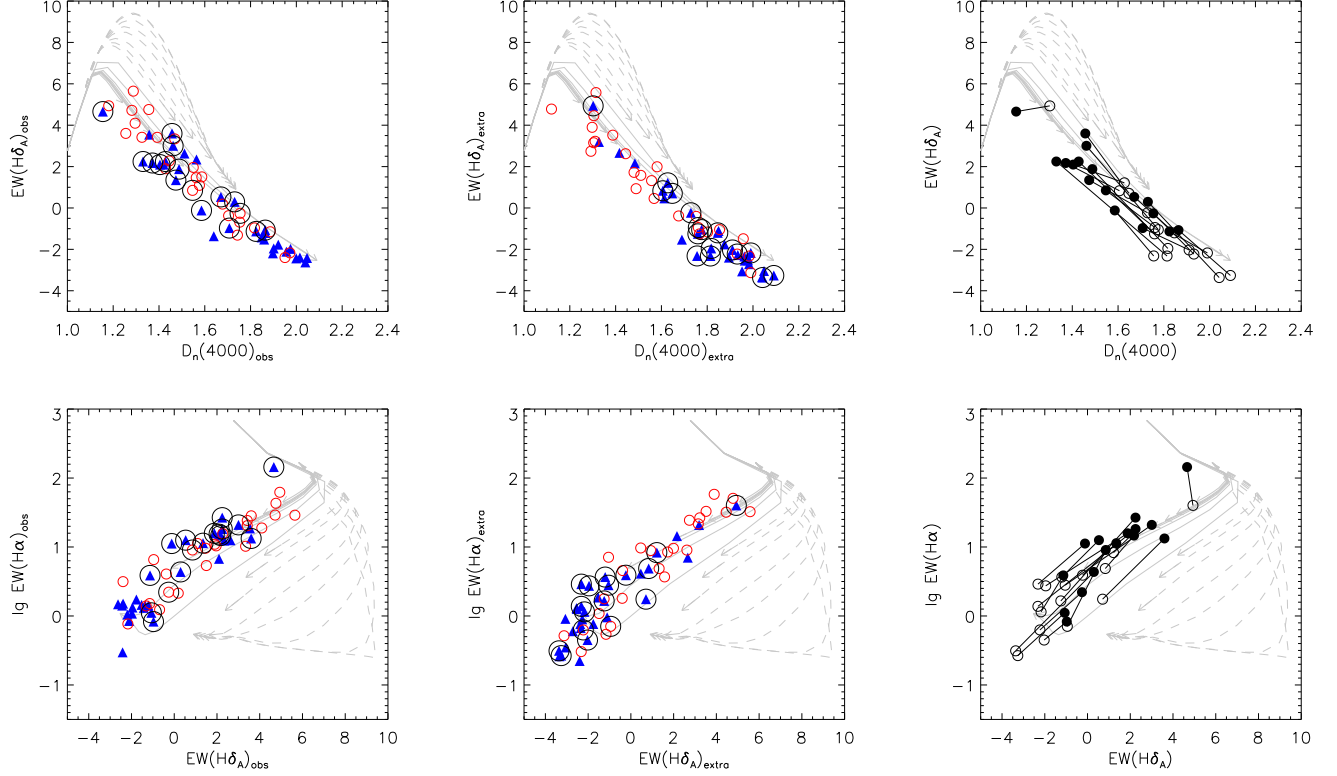 10
8
6
4
2
0
−2
−4
EW(Hδ_A)_obs
1.0 1.2 1.4 1.6 1.8 2.0 2.2 2.4
D_n(4000)_obs
10
8
6
4
2
0
−2
−4
EW(Hδ_A)_extra
1.0 1.2 1.4 1.6 1.8 2.0 2.2 2.4
D_n(4000)_extra
10
8
6
4
2
0
−2
−4
EW(Hδ_A)
1.0 1.2 1.4 1.6 1.8 2.0 2.2 2.4
D_n(4000)
3
2
1
0
−1
lg EW(Hα)_obs
−4 −2 0 2 4 6 8 10
EW(Hδ_A)_obs
3
2
1
0
−1
lg EW(Hα)_extra
−4 −2 0 2 4 6 8 10
EW(Hδ_A)_extra
3
2
1
0
−1
lg EW(Hα)
−4 −2 0 2 4 6 8 10
EW(Hδ_A)